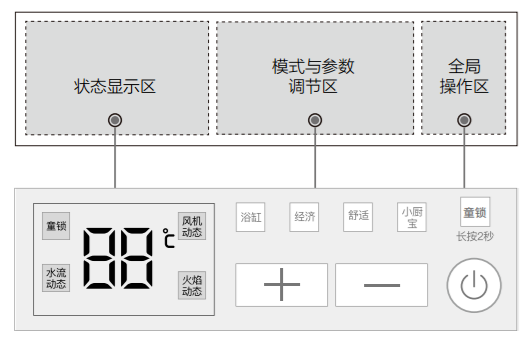 状态显示区
模式与参数
调节区
全局
操作区
童锁
风机
动态
88
℃
水流
动态
火焰
动态
浴缸
经济
舒适
小厨
宝
童锁
长按2秒